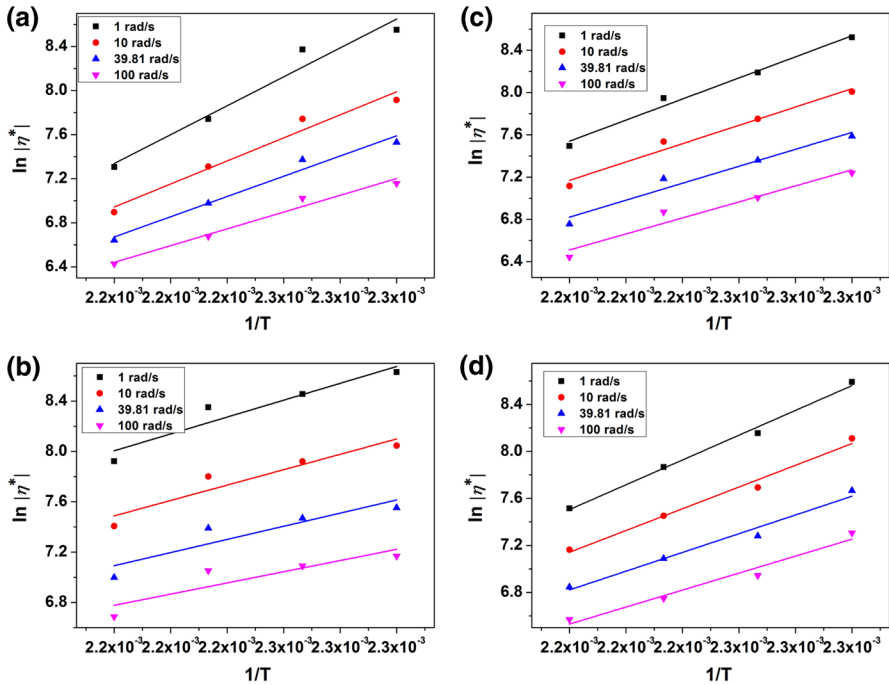 (a)
1 rad/s
10 rad/s
39.81 rad/s
100 rad/s
8.4
8.0
7.6
7.2
6.8
6.4
ln |η*|
2.2x10⁻³ 2.2x10⁻³ 2.2x10⁻³ 2.3x10⁻³ 2.3x10⁻³ 2.3x10⁻³
1/T
(c)
1 rad/s
10 rad/s
39.81 rad/s
100 rad/s
8.4
8.0
7.6
7.2
6.8
6.4
ln |η*|
2.2x10⁻³ 2.2x10⁻³ 2.2x10⁻³ 2.3x10⁻³ 2.3x10⁻³ 2.3x10⁻³
1/T
(b)
1 rad/s
10 rad/s
39.81 rad/s
100 rad/s
8.4
8.0
7.6
7.2
6.8
ln |η*|
2.2x10⁻³ 2.2x10⁻³ 2.2x10⁻³ 2.3x10⁻³ 2.3x10⁻³ 2.3x10⁻³
1/T
(d)
1 rad/s
10 rad/s
39.81 rad/s
100 rad/s
8.4
8.0
7.6
7.2
6.8
ln |η*|
2.2x10⁻³ 2.2x10⁻³ 2.2x10⁻³ 2.3x10⁻³ 2.3x10⁻³ 2.3x10⁻³
1/T